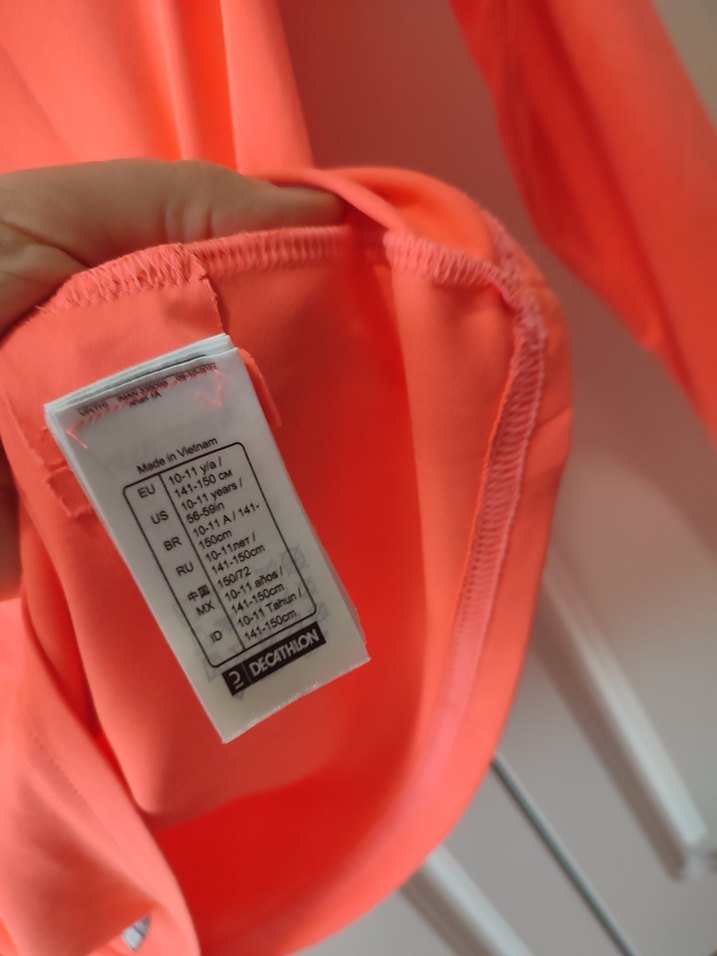 Made in Vietnam
EU 10-11 y/a /
141-150 см
US 10-11 years /
56-59in
BR 10-11 A / 141-
150cm
RU 10-11лет /
141-150cm
中國 150/72
MX 10-11 años /
141-150cm
ID 10-11 Tahun /
141-150cm
DECATHLON